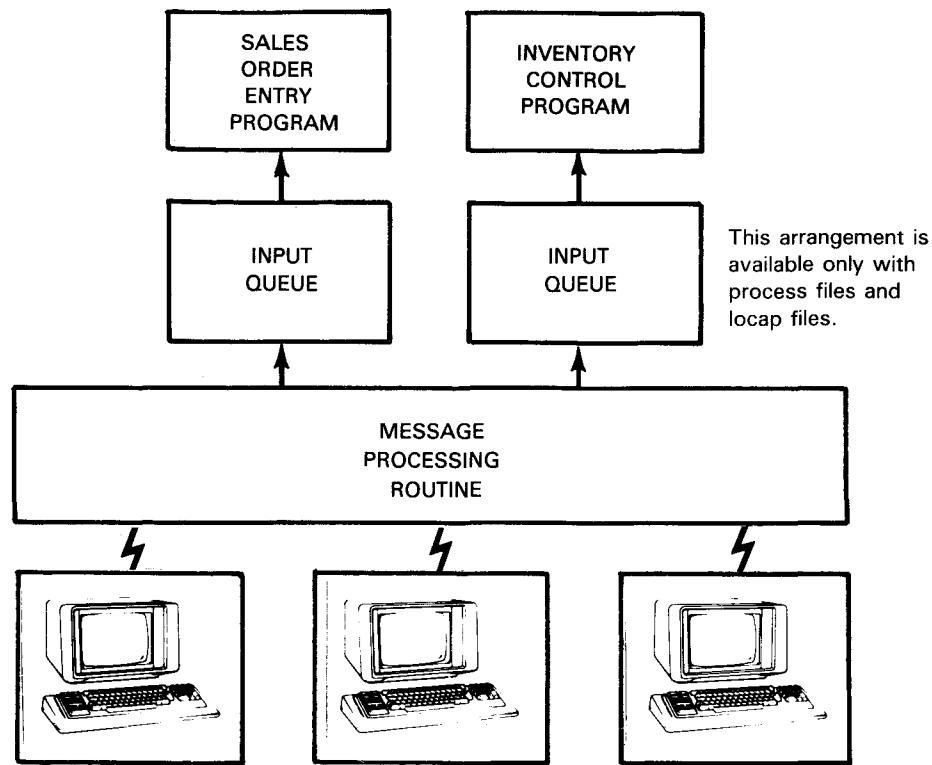 SALES
ORDER
ENTRY
PROGRAM
INVENTORY
CONTROL
PROGRAM
INPUT
QUEUE
INPUT
QUEUE
This arrangement is
available only with
process files and
locap files.
MESSAGE
PROCESSING
ROUTINE